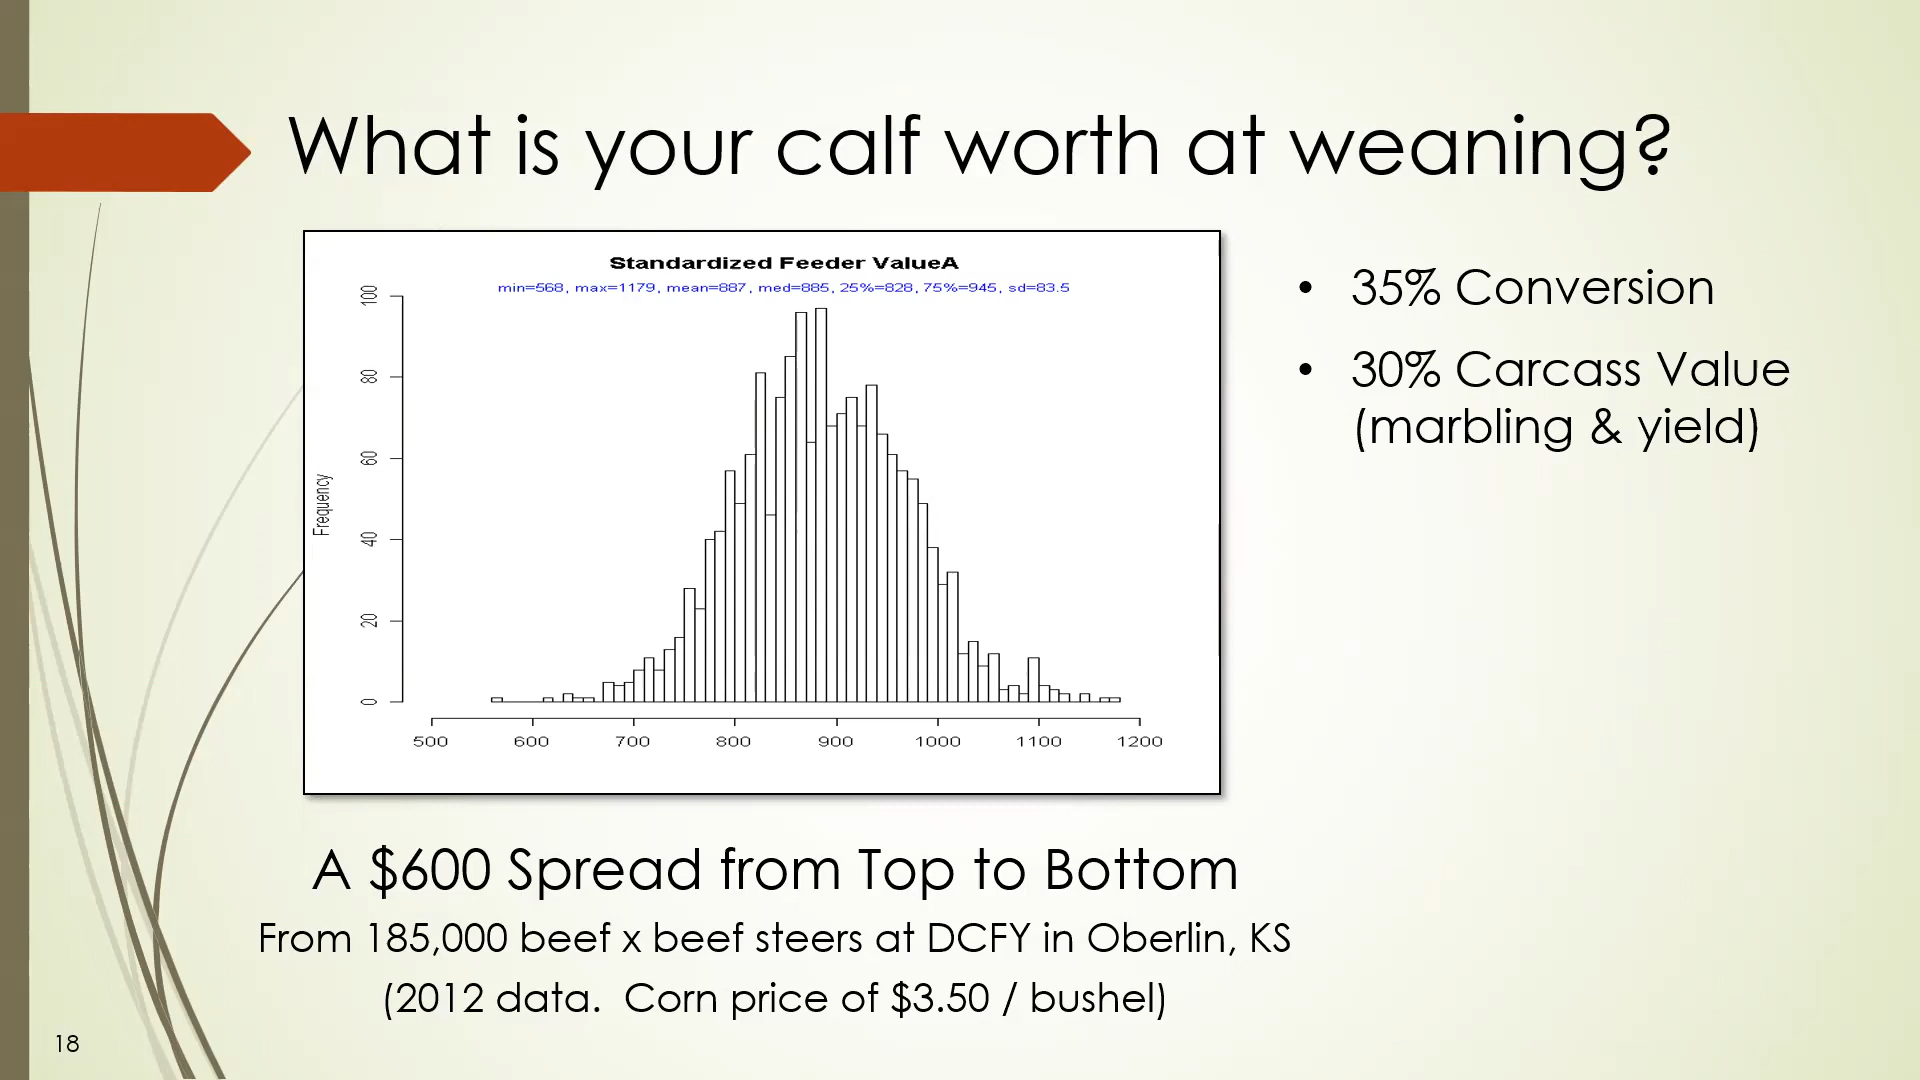 What is your calf worth at weaning?
Standardized Feeder ValueA
min=568, max=1179, mean=887, med=885, 25%=828, 75%=945, sd=83.5
Frequency
100
80
60
40
20
0
500 600 700 800 900 1000 1100 1200
• 35% Conversion
• 30% Carcass Value
(marbling & yield)
A $600 Spread from Top to Bottom
From 185,000 beef x beef steers at DCFY in Oberlin, KS
(2012 data. Corn price of $3.50 / bushel)
18